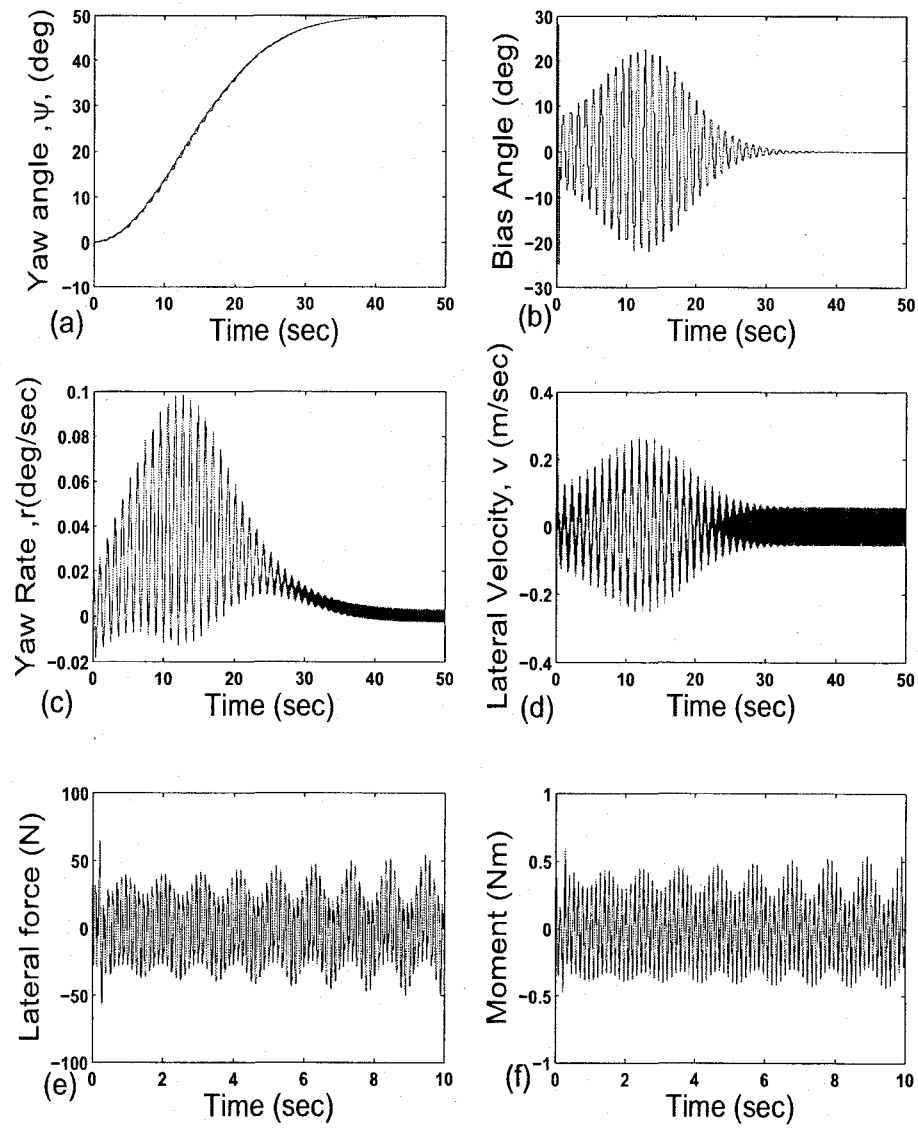 Yaw angle ,ψ, (deg)
50
40
30
20
10
0
−10
0 10 20 30 40 50
(a) Time (sec)
Bias Angle (deg)
30
20
10
0
−10
−20
−30
0 10 20 30 40 50
(b) Time (sec)
Yaw Rate ,r(deg/sec)
0.1
0.08
0.06
0.04
0.02
0
−0.02
0 10 20 30 40 50
(c) Time (sec)
Lateral Velocity, v (m/sec)
0.4
0.2
0
−0.2
−0.4
0 10 20 30 40 50
(d) Time (sec)
Lateral force (N)
100
50
0
−50
−100
0 2 4 6 8 10
(e) Time (sec)
Moment (Nm)
1
0.5
0
−0.5
−1
0 2 4 6 8 10
(f) Time (sec)